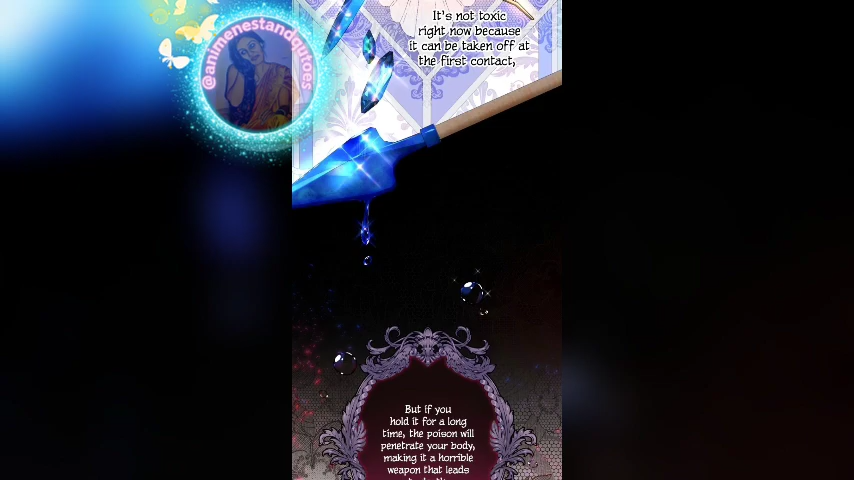 @animenestandqutoes
It's not toxic
right now because
it can be taken off at
the first contact,
But if you
hold it for a long
time, the poison will
penetrate your body,
making it a horrible
weapon that leads